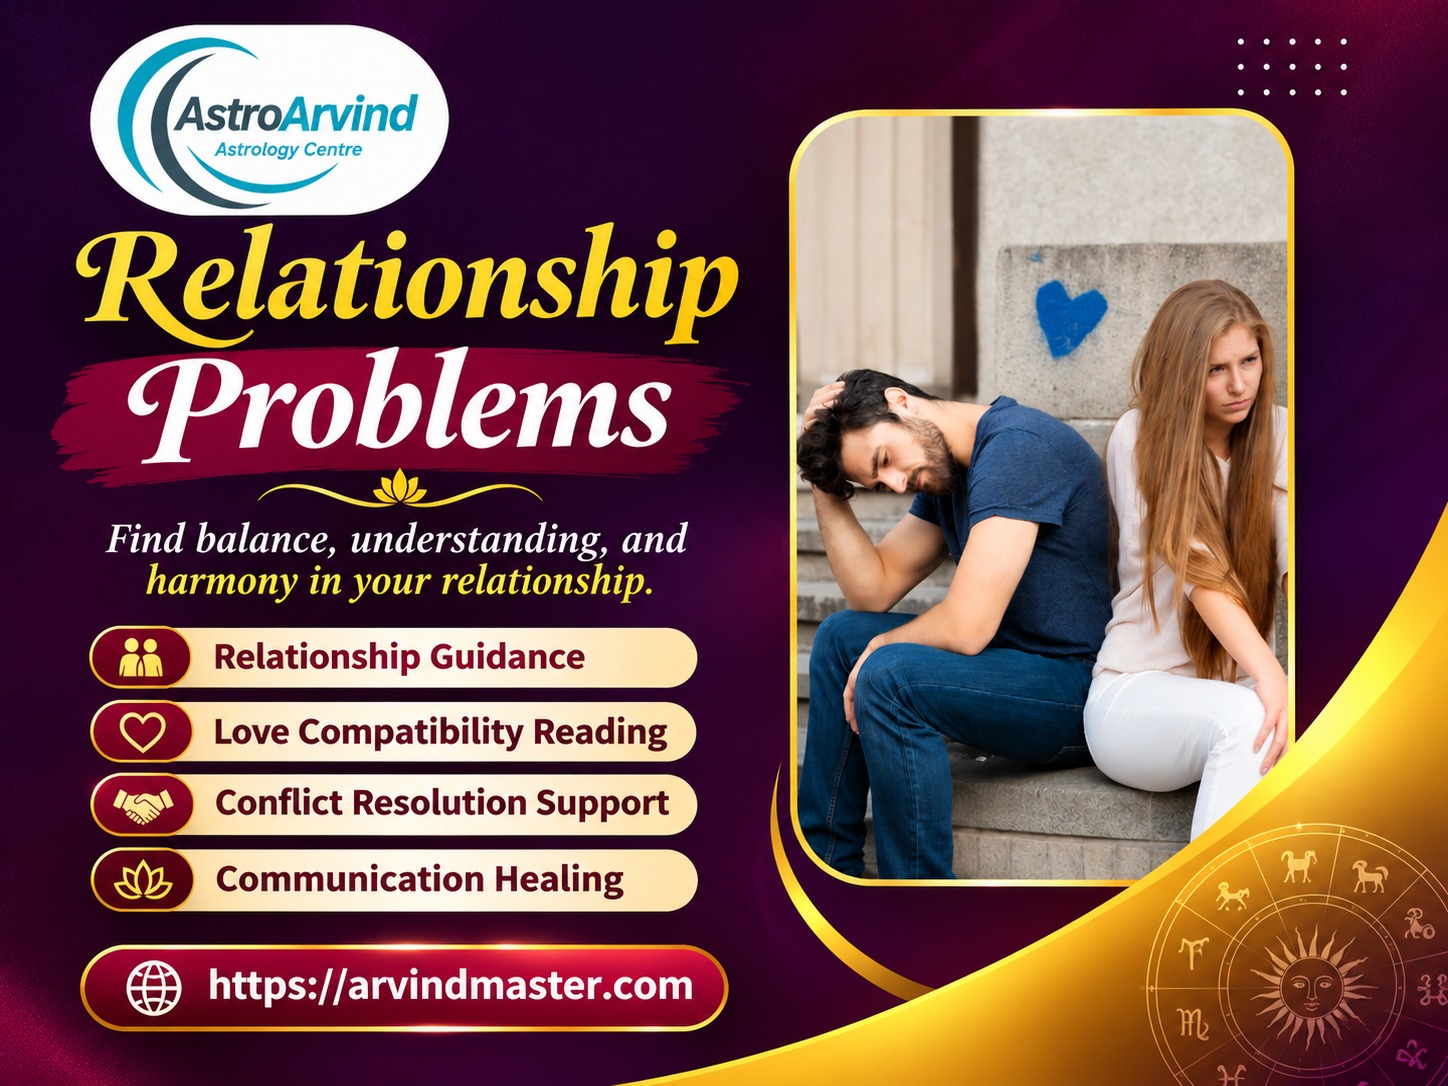 AstroArvind
Astrology Centre
Relationship
Problems
Find balance, understanding, and
harmony in your relationship.
Relationship Guidance
Love Compatibility Reading
Conflict Resolution Support
Communication Healing
https://arvindmaster.com